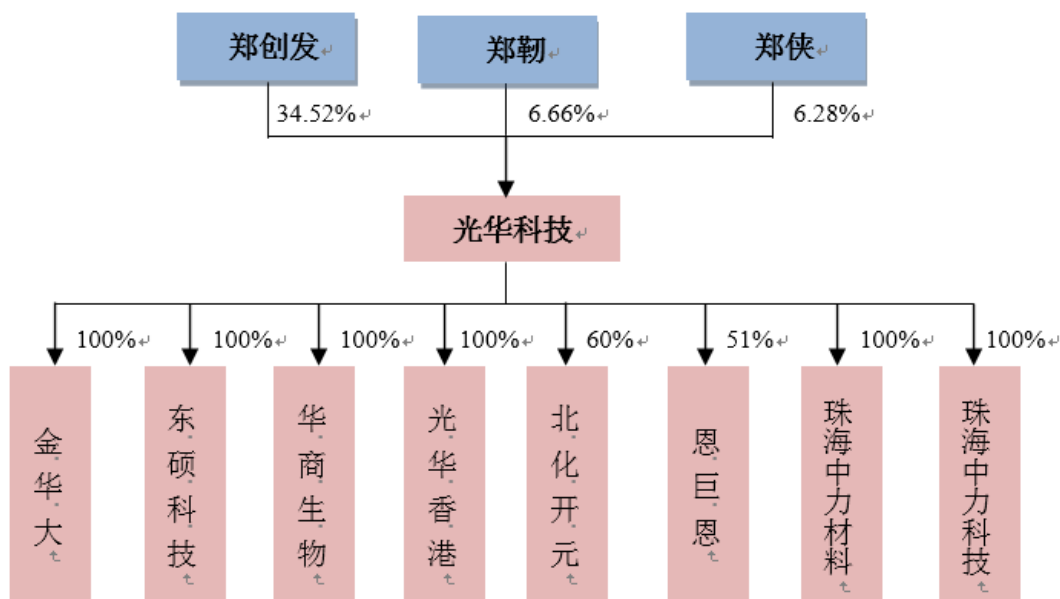 郑创发
郑韧
郑侠
34.52%
6.66%
6.28%
光华科技
100%
100%
100%
100%
60%
51%
100%
100%
金华大
东硕科技
华商生物
光华香港
北化开元
恩巨恩
珠海中力材料
珠海中力科技